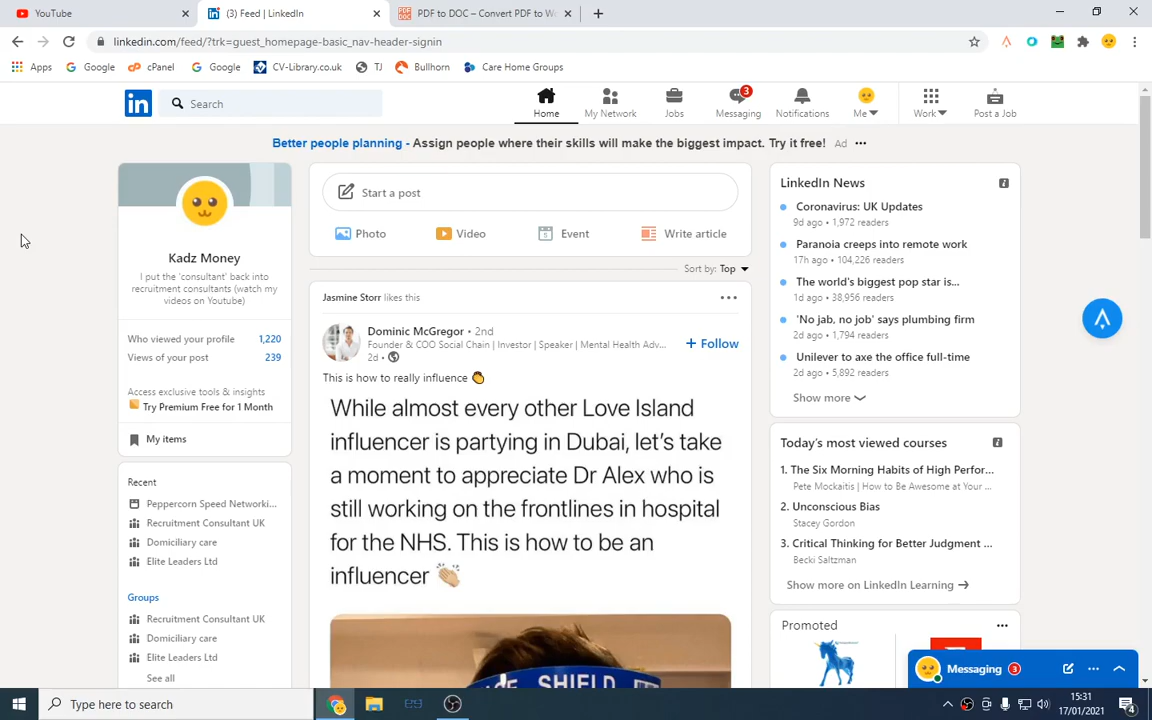 YouTube
(3) Feed | LinkedIn
PDF to DOC – Convert PDF to W
linkedin.com/feed/?trk=guest_homepage-basic_nav-header-signin
Apps
Google
cPanel
Google
CV-Library.co.uk
TJ
Bullhorn
Care Home Groups
in
Search
Home
My Network
Jobs
3
Messaging
Notifications
Me
Work
Post a Job
Better people planning - Assign people where their skills will make the biggest impact. Try it free! Ad
Kadz Money
I put the 'consultant' back into
recruitment consultants (watch my
videos on Youtube)
Who viewed your profile 1,220
Views of your post 239
Access exclusive tools & insights
Try Premium Free for 1 Month
My items
Recent
Peppercorn Speed Networki...
Recruitment Consultant UK
Domiciliary care
Elite Leaders Ltd
Groups
Recruitment Consultant UK
Domiciliary care
Elite Leaders Ltd
See all
Start a post
Photo
Video
Event
Write article
Sort by: Top
Jasmine Storr likes this
Dominic McGregor • 2nd
Founder & COO Social Chain | Investor | Speaker | Mental Health Adv...
2d •
+ Follow
This is how to really influence
While almost every other Love Island
influencer is partying in Dubai, let's take
a moment to appreciate Dr Alex who is
still working on the frontlines in hospital
for the NHS. This is how to be an
influencer
SHIELD
LinkedIn News
Coronavirus: UK Updates
9d ago • 1,972 readers
Paranoia creeps into remote work
17h ago • 104,226 readers
The world's biggest pop star is...
1d ago • 38,956 readers
'No jab, no job' says plumbing firm
2d ago • 1,794 readers
Unilever to axe the office full-time
2d ago • 5,892 readers
Show more
Today's most viewed courses
1. The Six Morning Habits of High Perfor...
Pete Mockaitis | How to Be Awesome at Your ...
2. Unconscious Bias
Stacey Gordon
3. Critical Thinking for Better Judgment ...
Becki Saltzman
Show more on LinkedIn Learning
Promoted
Messaging 3
Type here to search
15:31
17/01/2021
4